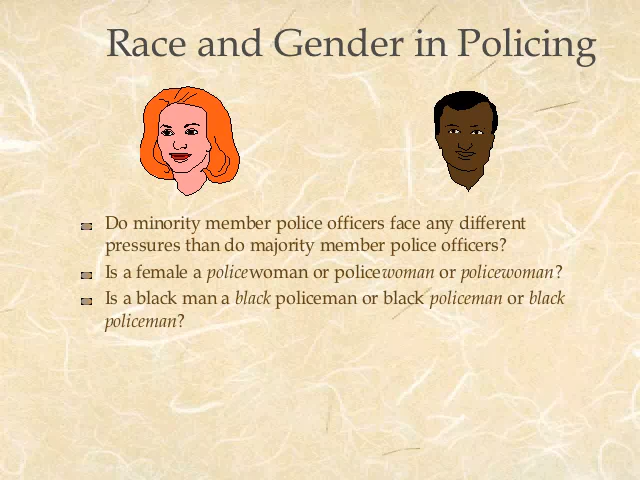 Race and Gender in Policing
Do minority member police officers face any different
pressures than do majority member police officers?
Is a female a policewoman or policewoman or policewoman?
Is a black man a black policeman or black policeman or black
policeman?